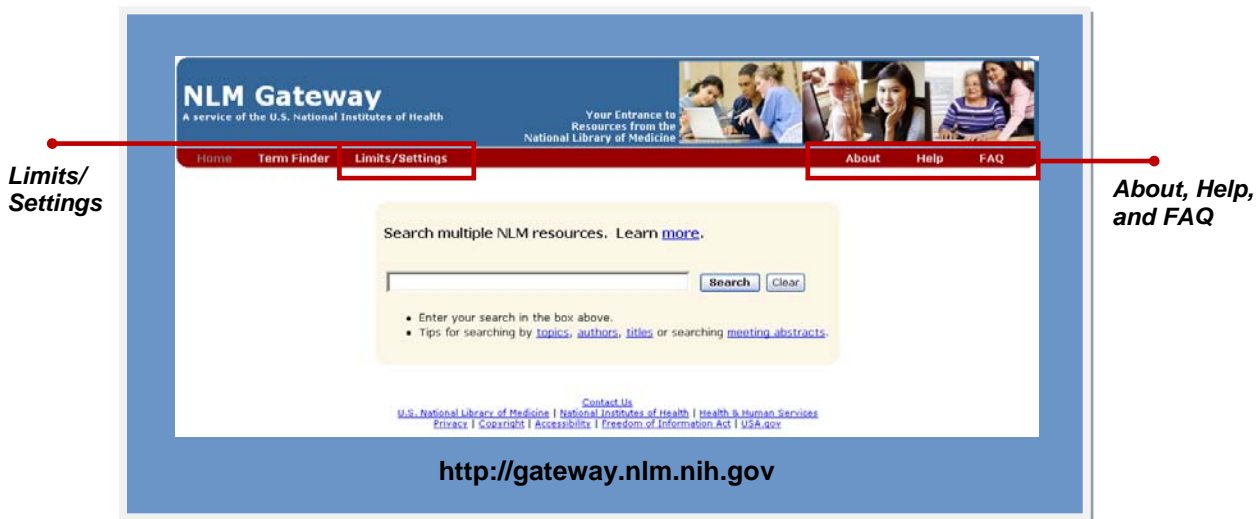 NLM Gateway
A service of the U.S. National Institutes of Health
Your Entrance to
Resources from the
National Library of Medicine
Home Term Finder Limits/Settings About Help FAQ
Limits/
Settings
About, Help,
and FAQ
Search multiple NLM resources. Learn more.
Search Clear
• Enter your search in the box above.
• Tips for searching by topics, authors, titles or searching meeting abstracts.
Contact Us
U.S. National Library of Medicine | National Institutes of Health | Health & Human Services
Privacy | Copyright | Accessibility | Freedom of Information Act | USA.gov
http://gateway.nlm.nih.gov